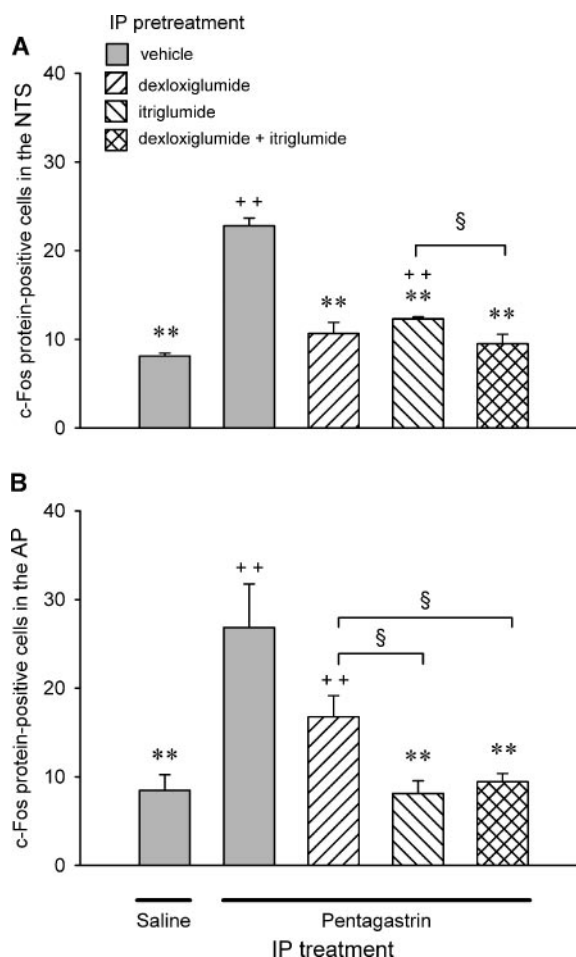 IP pretreatment
A
vehicle
dexloxiglumide
itriglumide
dexloxiglumide + itriglumide
c-Fos protein-positive cells in the NTS
40
30
20
10
0
**
++
**
++
**
§
**
B
c-Fos protein-positive cells in the AP
40
30
20
10
0
**
++
++
§
§
**
**
Saline
Pentagastrin
IP treatment